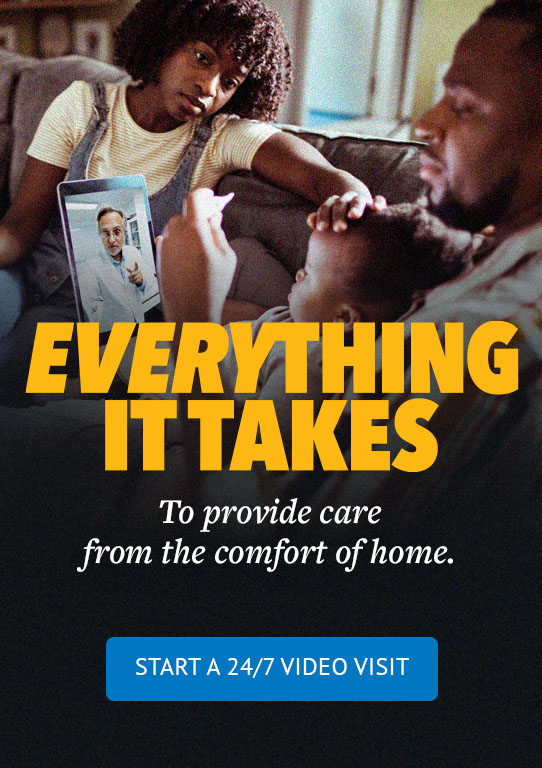 EVERYTHING
IT TAKES
To provide care
from the comfort of home.
START A 24/7 VIDEO VISIT